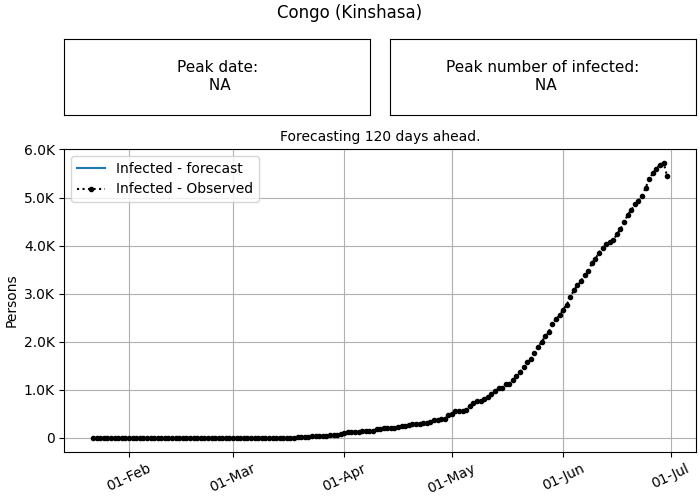 Congo (Kinshasa)
Peak date:
NA
Peak number of infected:
NA
Forecasting 120 days ahead.
Infected - forecast
Infected - Observed
6.0K
5.0K
4.0K
3.0K
2.0K
1.0K
0
Persons
01-Feb
01-Mar
01-Apr
01-May
01-Jun
01-Jul